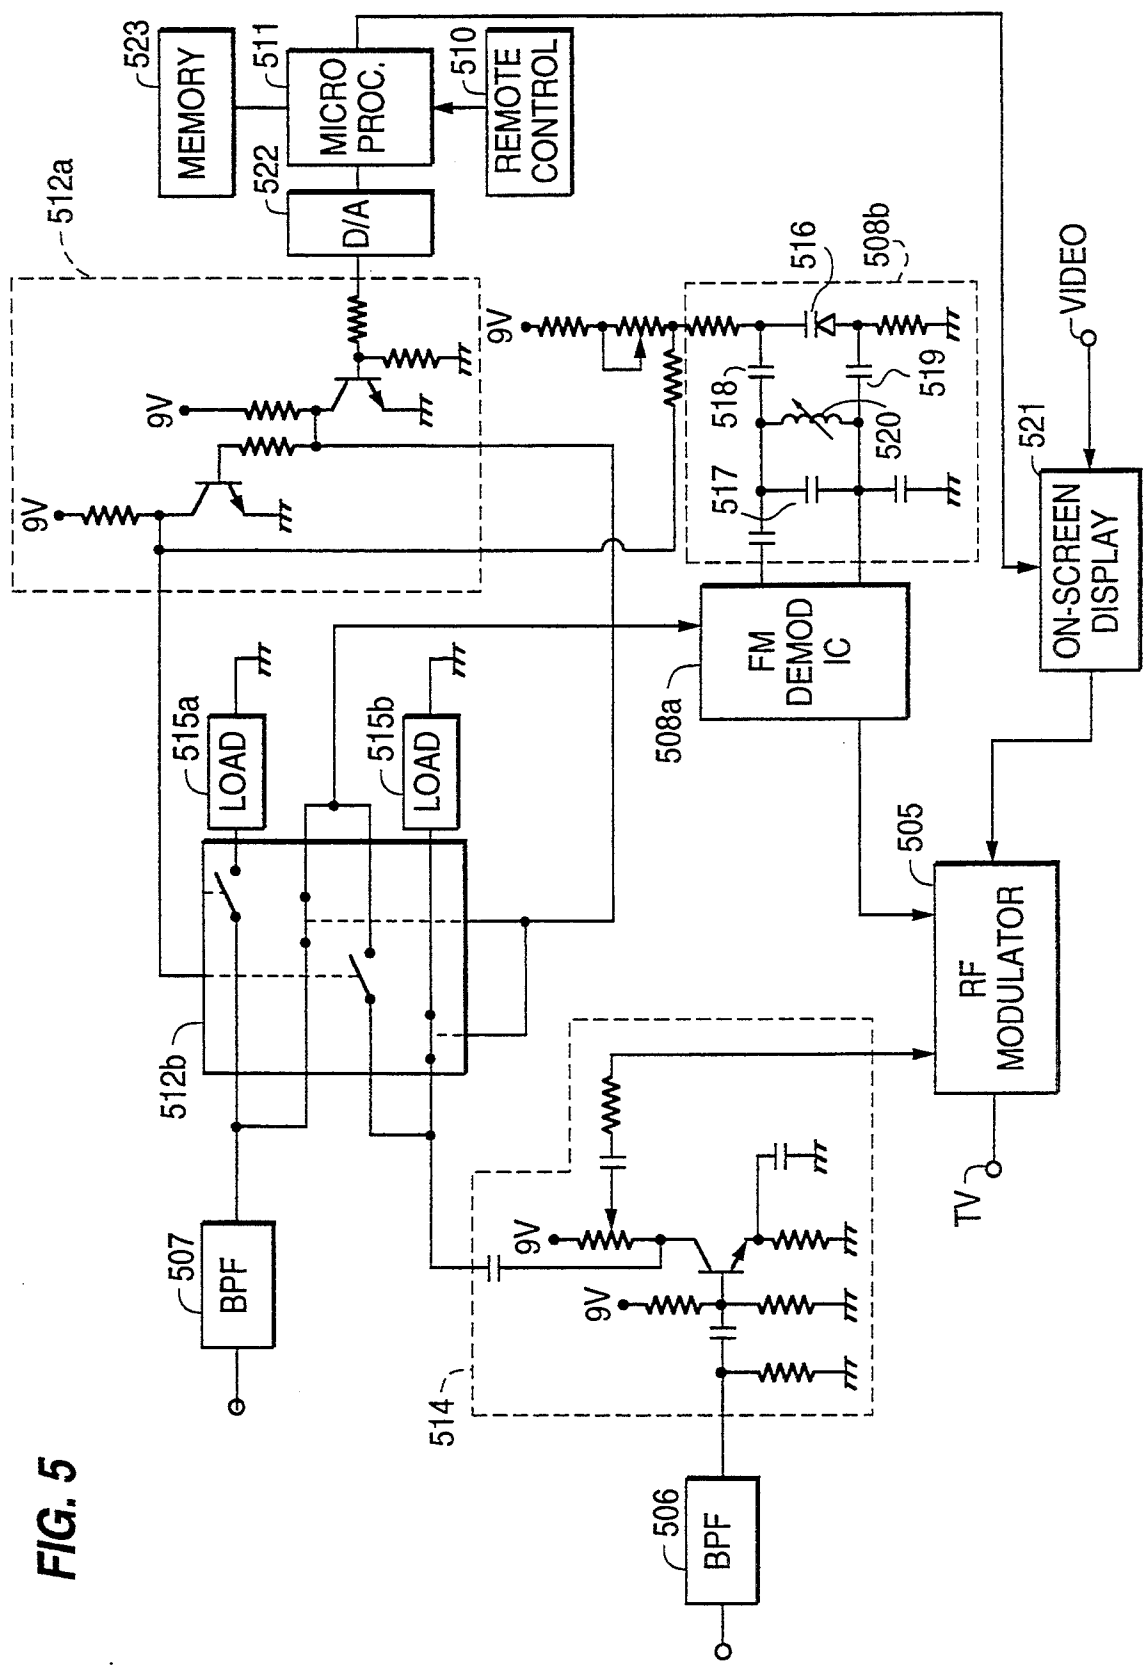 FIG. 5
507
BPF
506
BPF
514
9V
9V
512b
515a
LOAD
515b
LOAD
512a
9V
9V
9V
523
MEMORY
511
MICRO
PROC.
510
REMOTE
CONTROL
522
D/A
508b
516
518
519
520
517
508a
FM
DEMOD
IC
505
RF
MODULATOR
TV
521
ON-SCREEN
DISPLAY
VIDEO